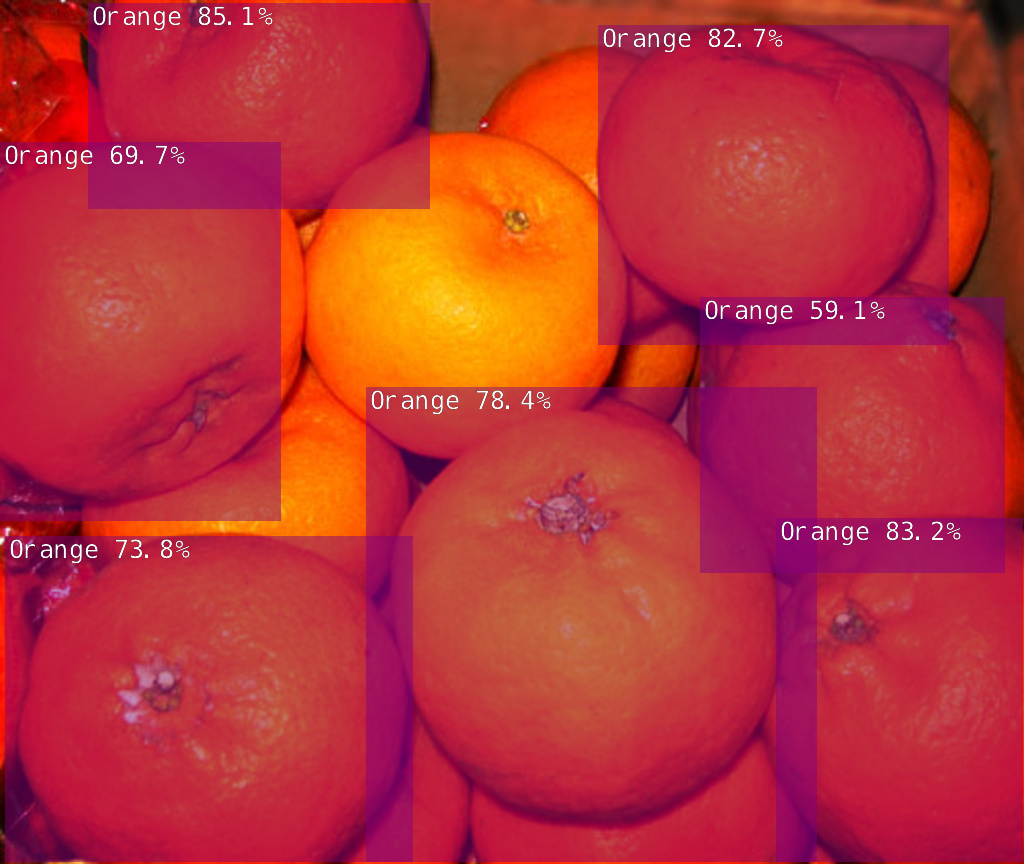 Orange 85.1%
Orange 82.7%
Orange 69.7%
Orange 59.1%
Orange 78.4%
Orange 83.2%
Orange 73.8%